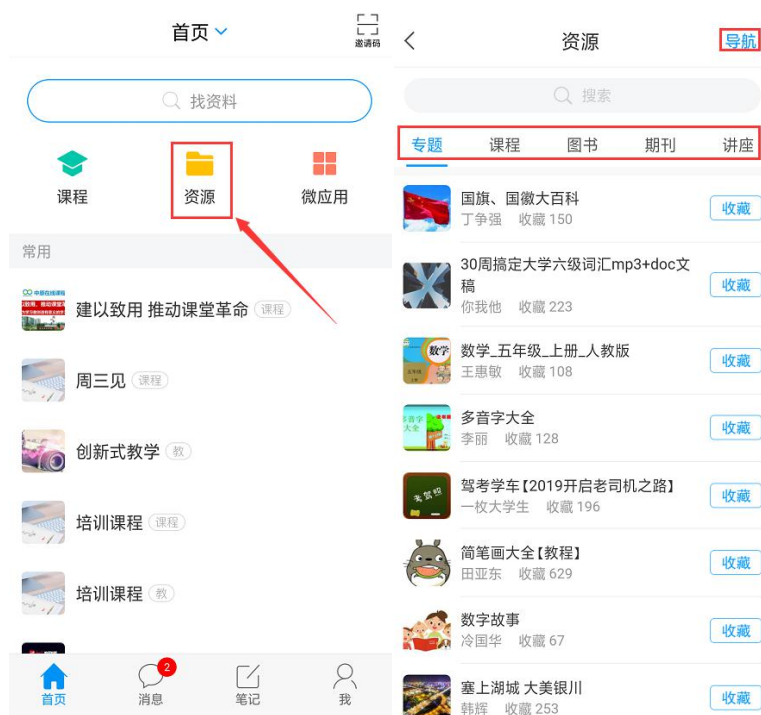 首页
邀请码
找资料
课程
资源
微应用
常用
建以致用 推动课堂革命 课程
周三见 课程
创新式教学 教
培训课程 课程
培训课程 教
首页
2
消息
笔记
我
资源
导航
搜索
专题 课程 图书 期刊 讲座
国旗、国徽大百科
丁争强 收藏 150
收藏
30周搞定大学六级词汇mp3+doc文
稿
你我他 收藏 223
收藏
数学
数学_五年级_上册_人教版
王惠敏 收藏 108
收藏
多音字
大全
多音字大全
李丽 收藏 128
收藏
考驾照
驾考学车【2019开启老司机之路】
一枚大学生 收藏 196
收藏
简笔画大全【教程】
田亚东 收藏 629
收藏
数字故事
冷国华 收藏 67
收藏
塞上湖城 大美银川
韩辉 收藏 253
收藏